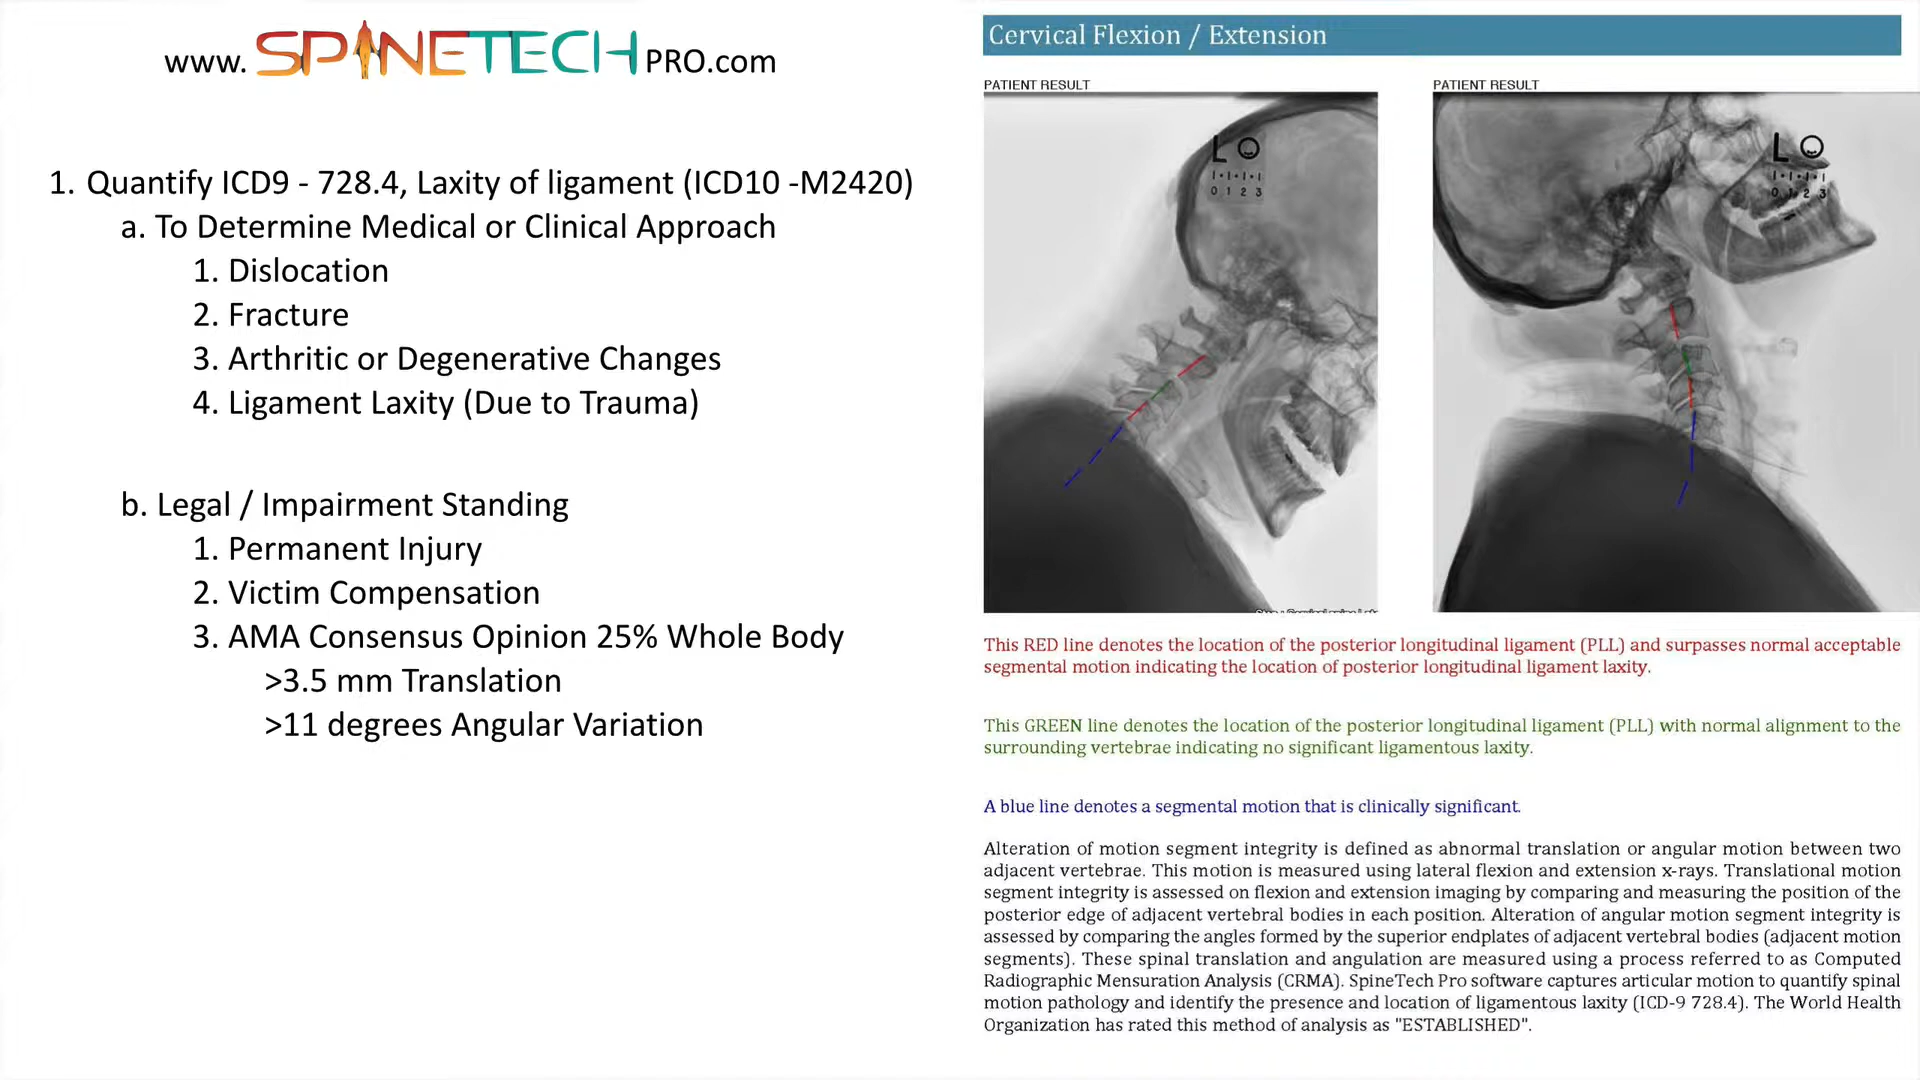 www. SPINETECH PRO.com
1. Quantify ICD9 - 728.4, Laxity of ligament (ICD10 -M2420)
a. To Determine Medical or Clinical Approach
1. Dislocation
2. Fracture
3. Arthritic or Degenerative Changes
4. Ligament Laxity (Due to Trauma)
b. Legal / Impairment Standing
1. Permanent Injury
2. Victim Compensation
3. AMA Consensus Opinion 25% Whole Body
>3.5 mm Translation
>11 degrees Angular Variation
Cervical Flexion / Extension
PATIENT RESULT
L
0 1 2 3
PATIENT RESULT
L
0 1 2 3
This RED line denotes the location of the posterior longitudinal ligament (PLL) and surpasses normal acceptable
segmental motion indicating the location of posterior longitudinal ligament laxity.
This GREEN line denotes the location of the posterior longitudinal ligament (PLL) with normal alignment to the
surrounding vertebrae indicating no significant ligamentous laxity.
A blue line denotes a segmental motion that is clinically significant.
Alteration of motion segment integrity is defined as abnormal translation or angular motion between two
adjacent vertebrae. This motion is measured using lateral flexion and extension x-rays. Translational motion
segment integrity is assessed on flexion and extension imaging by comparing and measuring the position of the
posterior edge of adjacent vertebral bodies in each position. Alteration of angular motion segment integrity is
assessed by comparing the angles formed by the superior endplates of adjacent vertebral bodies (adjacent motion
segments). These spinal translation and angulation are measured using a process referred to as Computed
Radiographic Mensuration Analysis (CRMA). SpineTech Pro software captures articular motion to quantify spinal
motion pathology and identify the presence and location of ligamentous laxity (ICD-9 728.4). The World Health
Organization has rated this method of analysis as "ESTABLISHED".